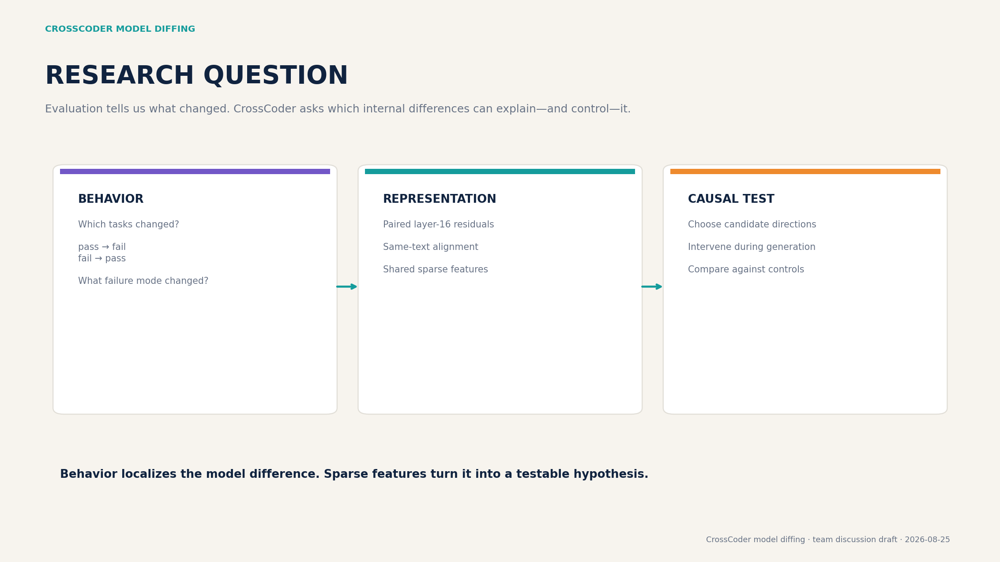 CROSSCODER MODEL DIFFING
RESEARCH QUESTION
Evaluation tells us what changed. CrossCoder asks which internal differences can explain—and control—it.
BEHAVIOR
Which tasks changed?
pass → fail
fail → pass
What failure mode changed?
REPRESENTATION
Paired layer-16 residuals
Same-text alignment
Shared sparse features
CAUSAL TEST
Choose candidate directions
Intervene during generation
Compare against controls
Behavior localizes the model difference. Sparse features turn it into a testable hypothesis.
CrossCoder model diffing · team discussion draft · 2026-08-25